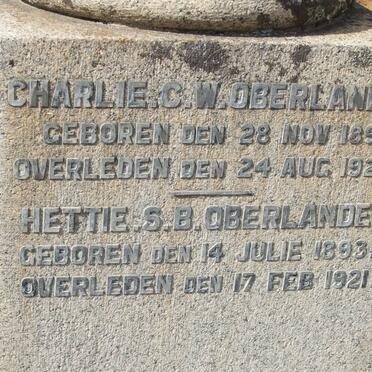 CHARLIE.C.W.OBERLAN
GEBOREN DEN 28 NOV 189
OVERLEDEN DEN 24 AUG 192
HETTIE.S.B.OBERLANDE
GEBOREN DEN 14 JULIE 1893
OVERLEDEN DEN 17 FEB 1921